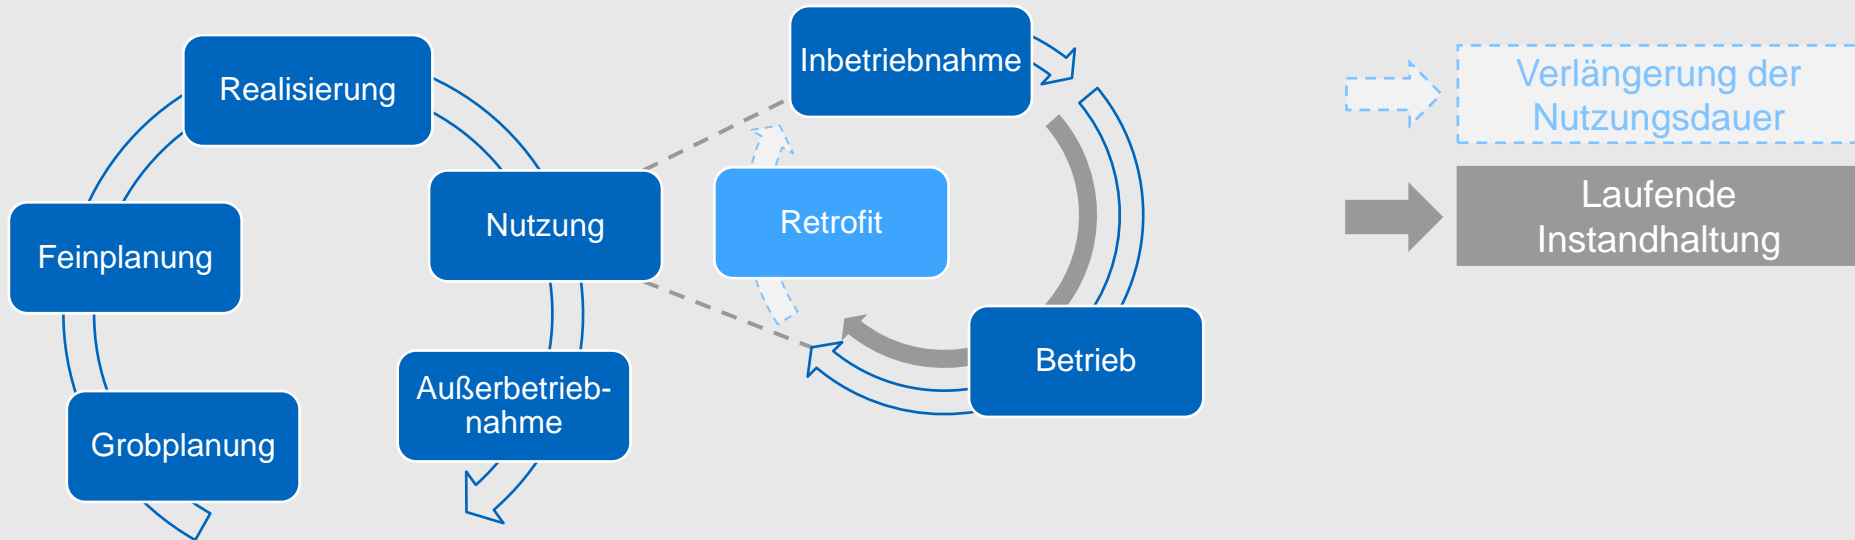 Realisierung
Feinplanung
Grobplanung
Nutzung
Außerbetrieb-
nahme
Inbetriebnahme
Retrofit
Betrieb
Verlängerung der
Nutzungsdauer
Laufende
Instandhaltung